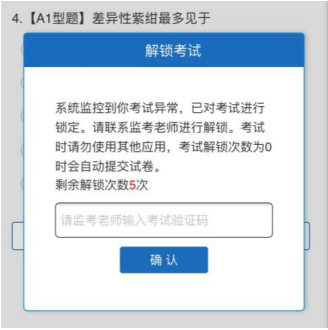 4.【A1型题】差异性紫绀最多见于
解锁考试
系统监控到你考试异常，已对考试进行
锁定。请联系监考老师进行解锁。考试
时请勿使用其他应用，考试解锁次数为0
时会自动提交试卷。
剩余解锁次数5次
请监考老师输入考试验证码
确 认